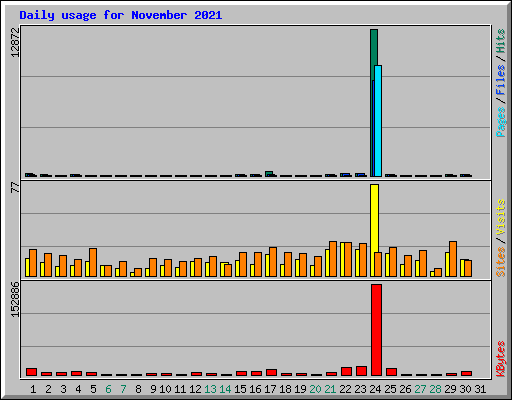 Daily usage for November 2021
12872
Pages / Files / Hits
77
Sites / Visits
152886
KBytes
1 2 3 4 5 6 7 8 9 10 11 12 13 14 15 16 17 18 19 20 21 22 23 24 25 26 27 28 29 30 31